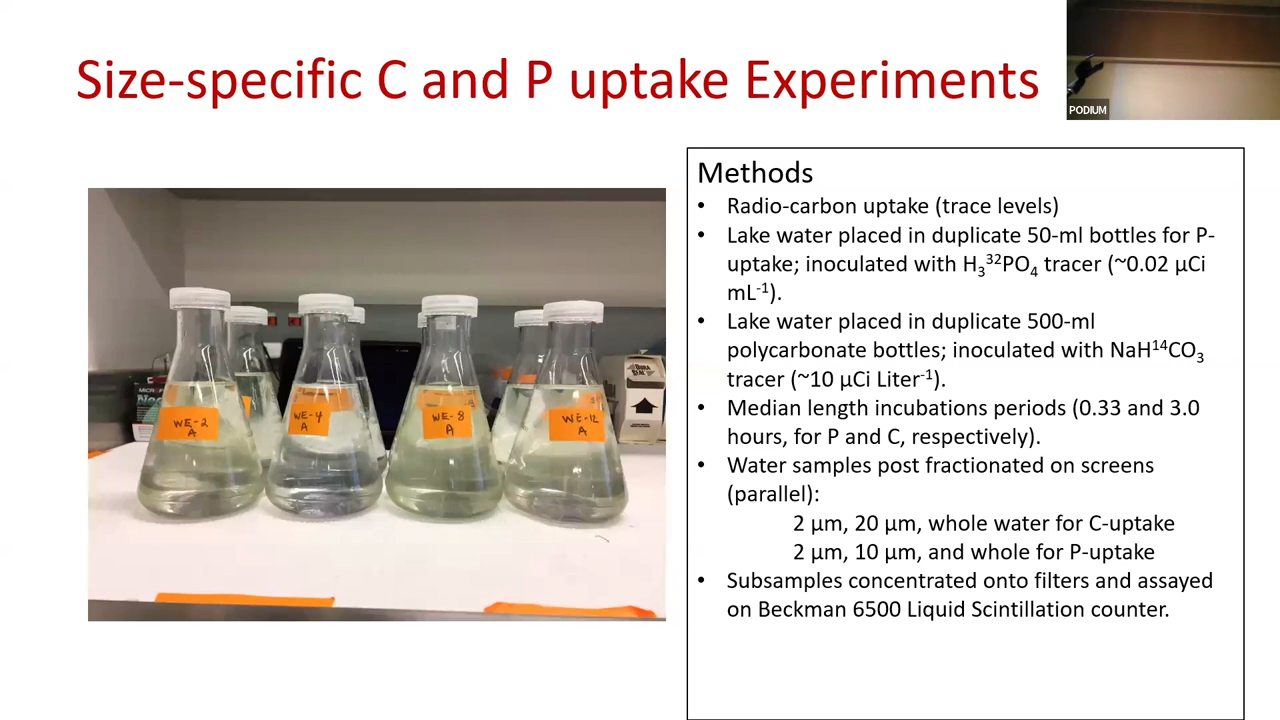 Size-specific C and P uptake Experiments
PODIUM
Methods
• Radio-carbon uptake (trace levels)
• Lake water placed in duplicate 50-ml bottles for P-
uptake; inoculated with H₃³²PO₄ tracer (~0.02 µCi
mL⁻¹).
• Lake water placed in duplicate 500-ml
polycarbonate bottles; inoculated with NaH¹⁴CO₃
tracer (~10 µCi Liter⁻¹).
• Median length incubations periods (0.33 and 3.0
hours, for P and C, respectively).
• Water samples post fractionated on screens
(parallel):
2 µm, 20 µm, whole water for C-uptake
2 µm, 10 µm, and whole for P-uptake
• Subsamples concentrated onto filters and assayed
on Beckman 6500 Liquid Scintillation counter.
WE-2
A
WE-4
A
WE-8
A
WE-12
A